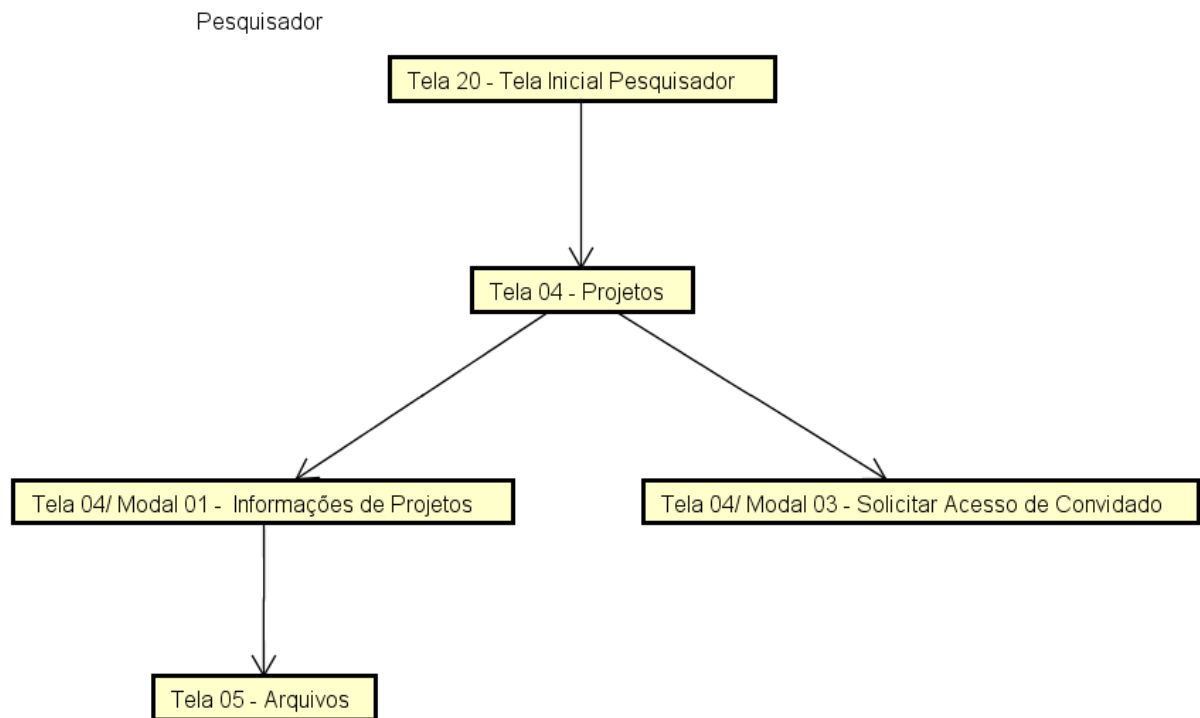 Pesquisador
Tela 20 - Tela Inicial Pesquisador
Tela 04 - Projetos
Tela 04/ Modal 01 -  Informações de Projetos
Tela 04/ Modal 03 - Solicitar Acesso de Convidado
Tela 05 - Arquivos